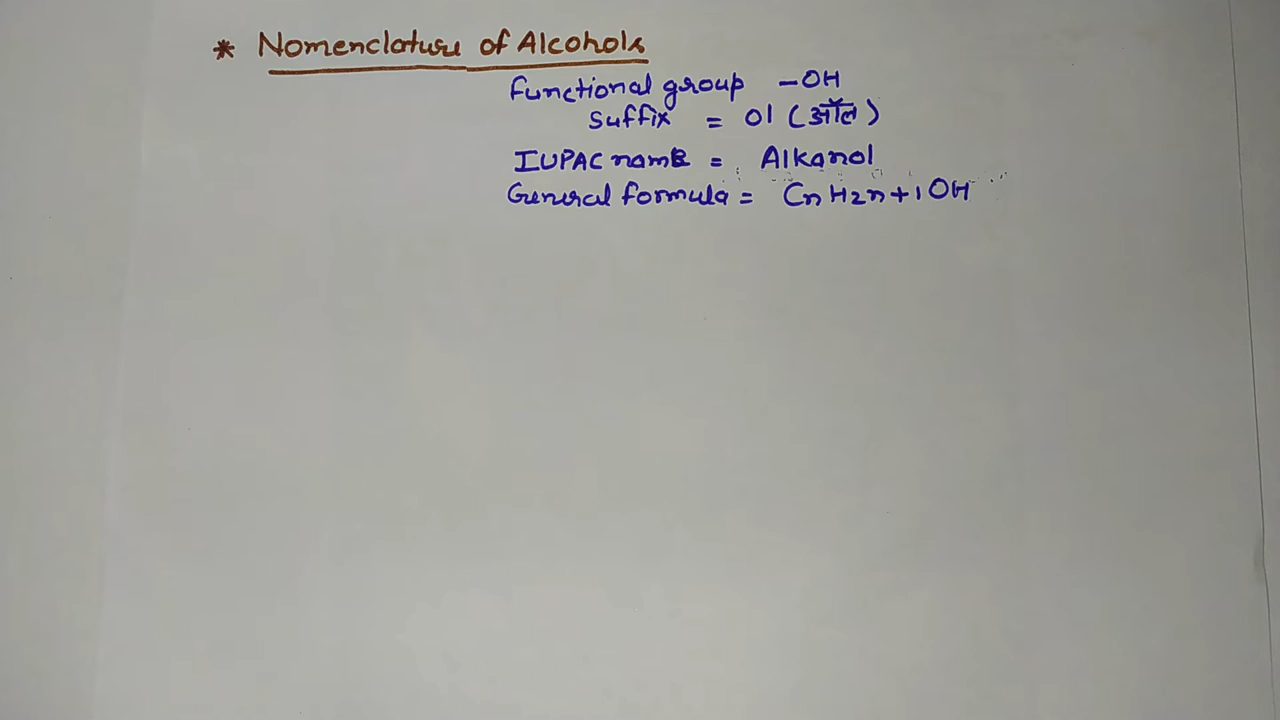 * Nomenclature of Alcohols
Functional group -OH
Suffix = ol (ऑल)
IUPAC name = Alkanol
General formula = CnH2n+1OH